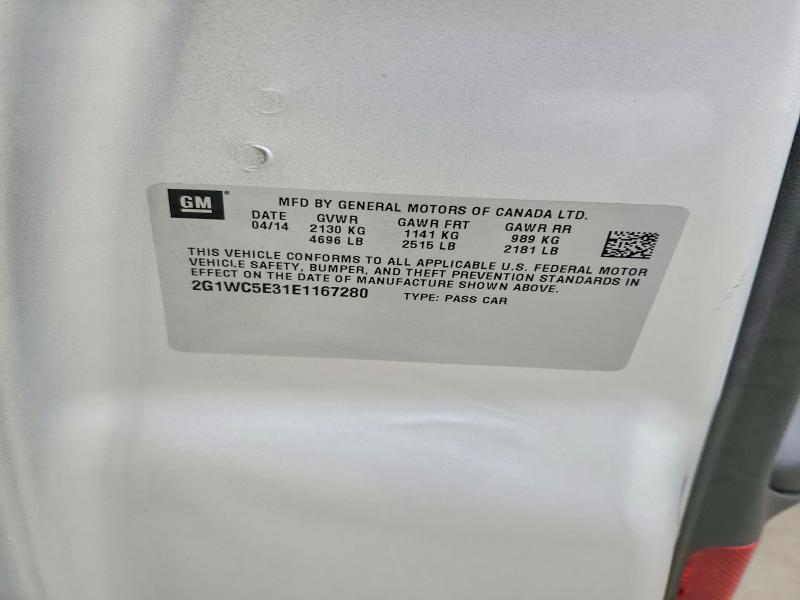 GM®
MFD BY GENERAL MOTORS OF CANADA LTD.
DATE GVWR GAWR FRT GAWR RR
04/14 2130 KG 1141 KG 989 KG
4696 LB 2515 LB 2181 LB
THIS VEHICLE CONFORMS TO ALL APPLICABLE U.S. FEDERAL MOTOR
VEHICLE SAFETY, BUMPER, AND THEFT PREVENTION STANDARDS IN
EFFECT ON THE DATE OF MANUFACTURE SHOWN ABOVE.
2G1WC5E31E1167280 TYPE: PASS CAR